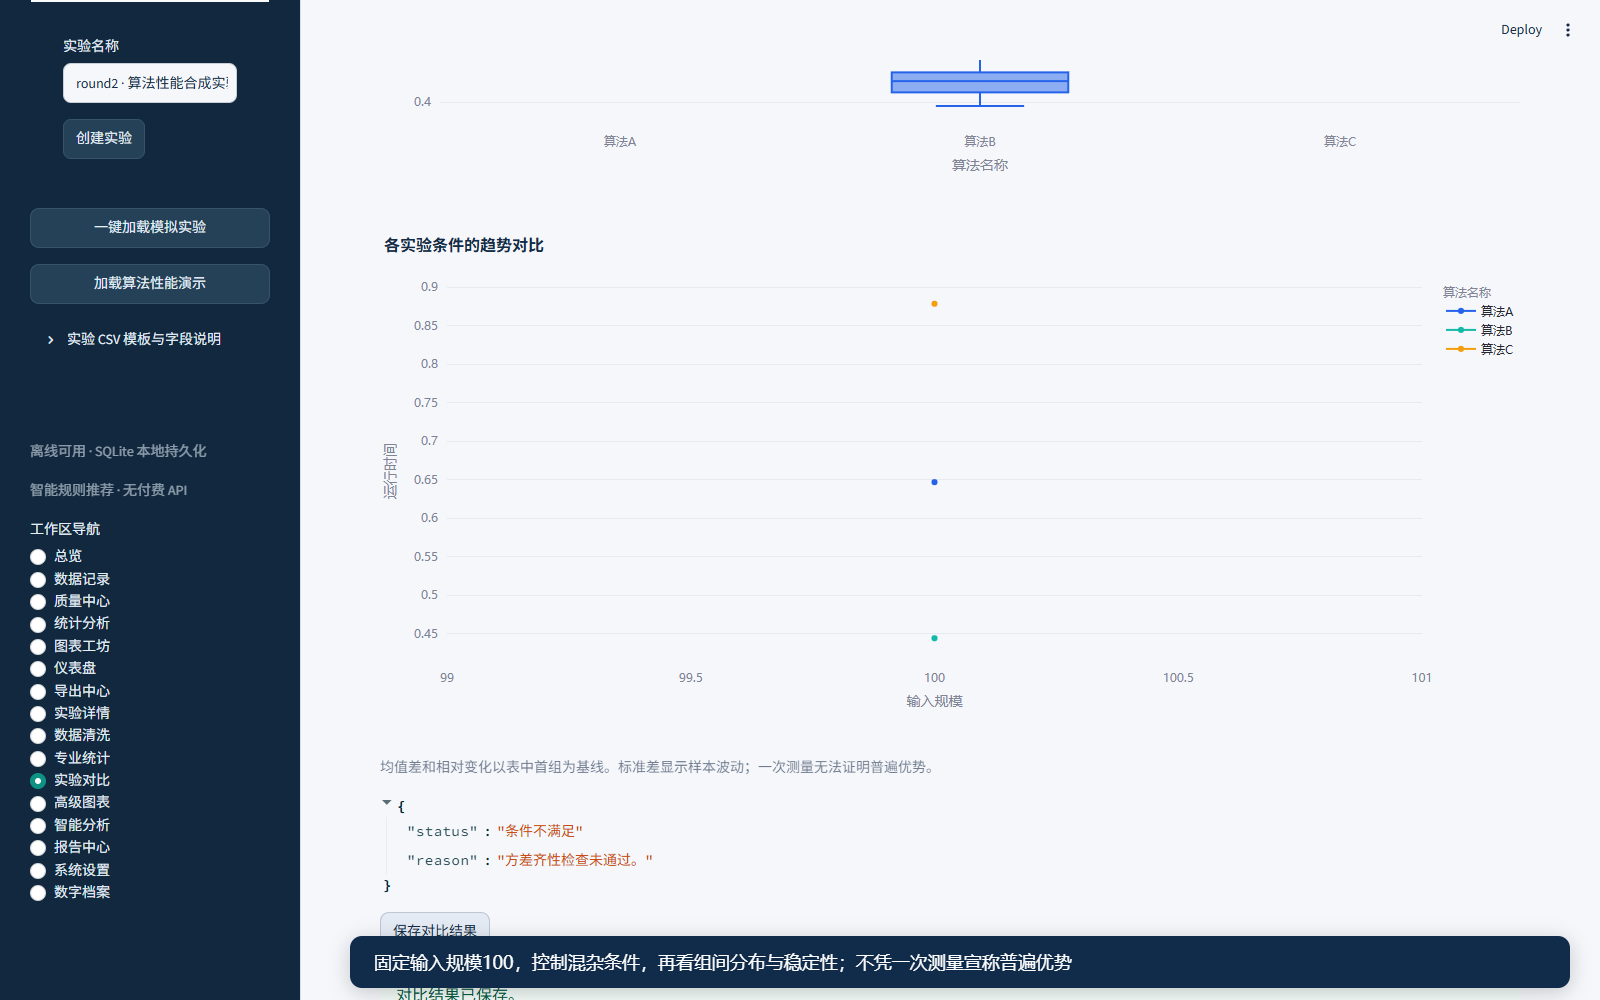 Deploy
实验名称
round2 · 算法性能合成实
创建实验
一键加载模拟实验
加载算法性能演示
实验 CSV 模板与字段说明
离线可用 · SQLite 本地持久化
智能规则推荐 · 无付费 API
工作区导航
总览
数据记录
质量中心
统计分析
图表工坊
仪表盘
导出中心
实验详情
数据清洗
专业统计
实验对比
高级图表
智能分析
报告中心
系统设置
数字档案
0.4
算法A 算法B 算法C
算法名称
各实验条件的趋势对比
0.9
0.85
0.8
0.75
0.7
0.65
0.6
0.55
0.5
0.45
运行时间
99 99.5 100 100.5 101
输入规模
算法名称
算法A
算法B
算法C
均值差和相对变化以表中首组为基线。标准差显示样本波动；一次测量无法证明普遍优势。
{
"status" : "条件不满足"
"reason" : "方差齐性检查未通过。"
}
保存对比结果
固定输入规模100，控制混杂条件，再看组间分布与稳定性；不凭一次测量宣称普遍优势
对比结果已保存。